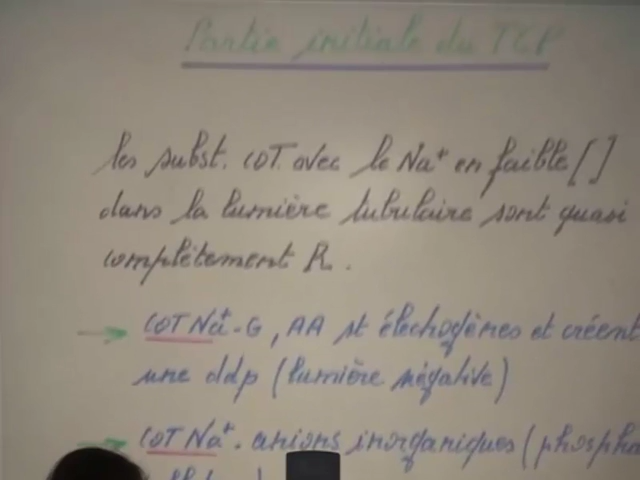 Partie initiale du TCP
les subst. COT avec le Na⁺ en faible []
dans la lumière tubulaire sont quasi
complètement R.
→ COT Na⁺-G, AA st électrogènes et créent
une ddp (lumière négative)
→ COT Na⁺. anions inorganiques (phospha